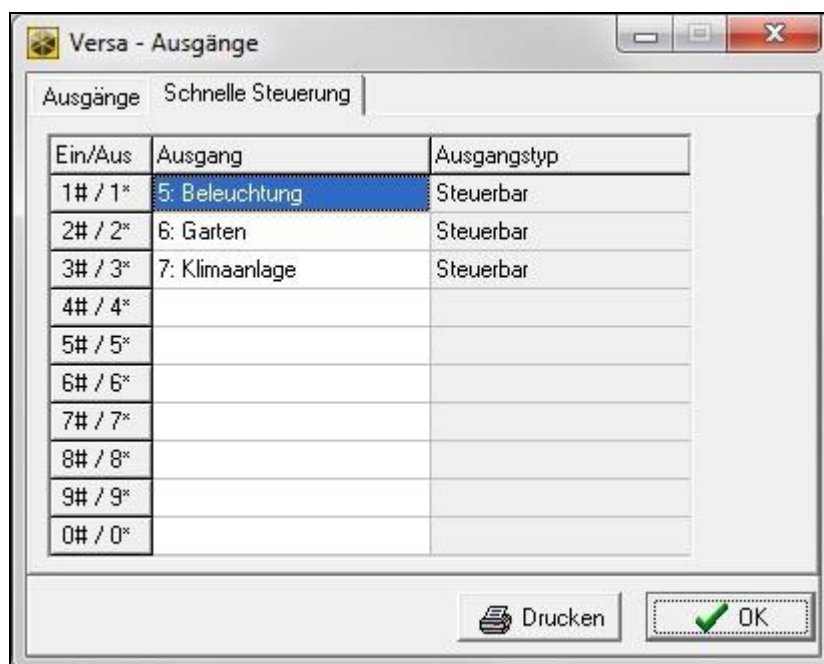 Versa - Ausgänge
Ausgänge Schnelle Steuerung
Ein/Aus Ausgang Ausgangstyp
1# / 1* 5: Beleuchtung Steuerbar
2# / 2* 6: Garten Steuerbar
3# / 3* 7: Klimaanlage Steuerbar
4# / 4*
5# / 5*
6# / 6*
7# / 7*
8# / 8*
9# / 9*
0# / 0*
Drucken OK